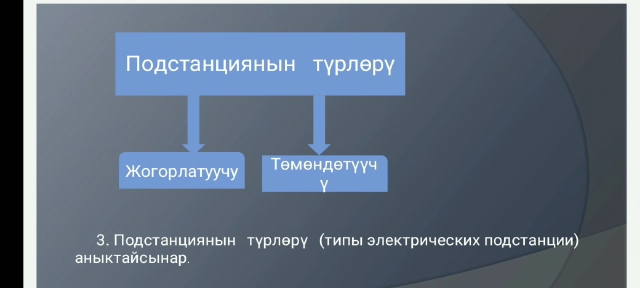 Подстанциянын түрлөрү
Жогорлатуучу
Төмөндөтүүч
ү
3. Подстанциянын түрлөрү (типы электрических подстанции)
аныктайсынар.